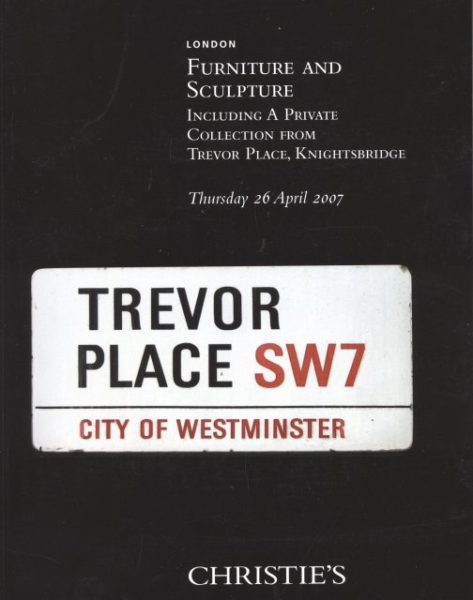 LONDON
FURNITURE AND
SCULPTURE
INCLUDING A PRIVATE
COLLECTION FROM
TREVOR PLACE, KNIGHTSBRIDGE
Thursday 26 April 2007
TREVOR
PLACE SW7
CITY OF WESTMINSTER
CHRISTIE'S